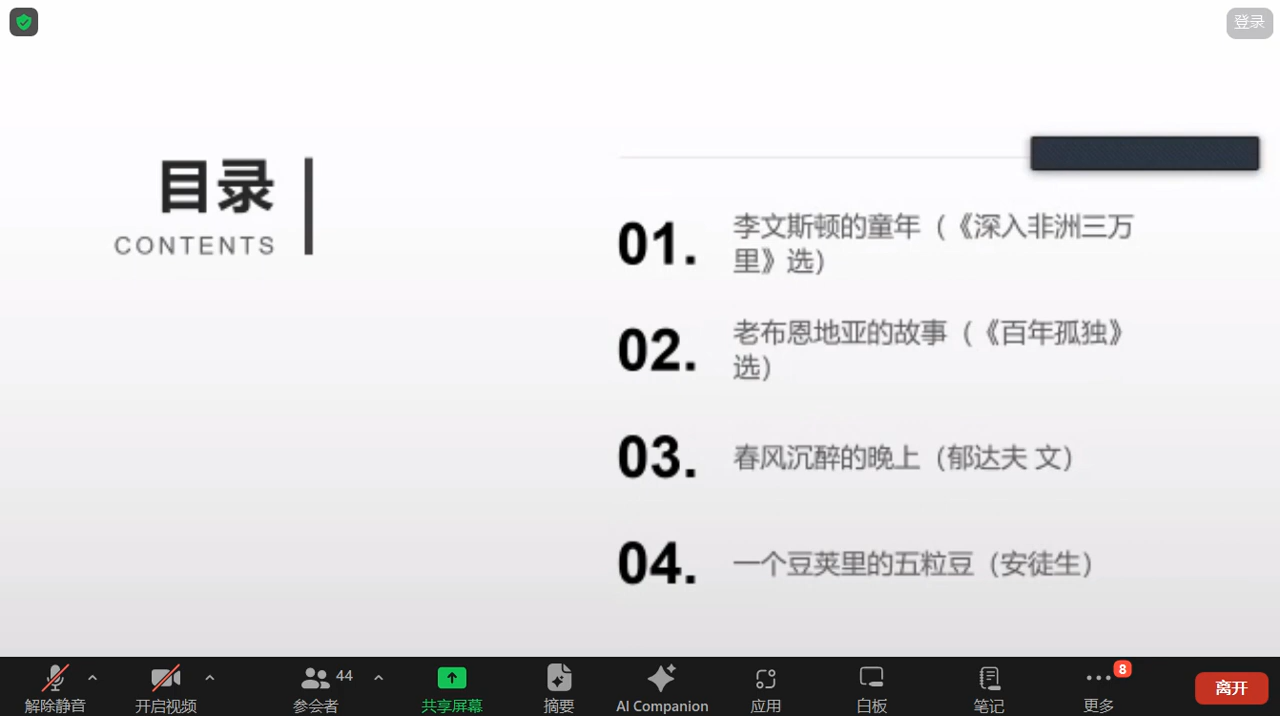 登录
目录
CONTENTS
01.
李文斯顿的童年（《深入非洲三万
里》选）
02.
老布恩地亚的故事（《百年孤独》
选）
03.
春风沉醉的晚上（郁达夫 文）
04.
一个豆荚里的五粒豆（安徒生）
44
8
解除静音
开启视频
参会者
共享屏幕
摘要
AI Companion
应用
白板
笔记
更多
离开